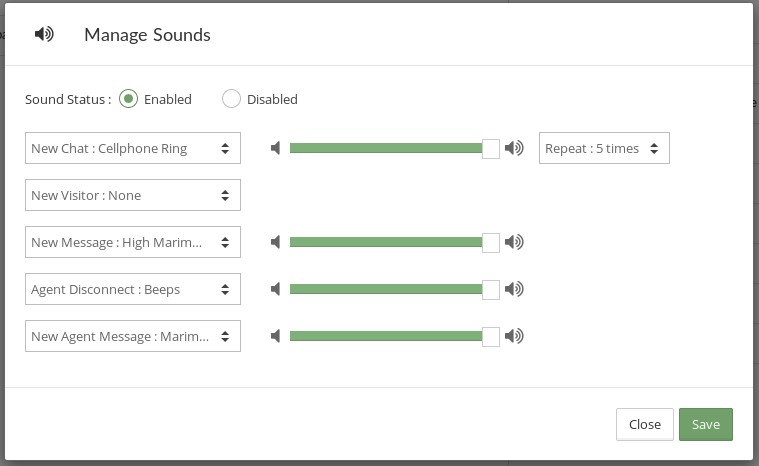 Manage Sounds
Sound Status : Enabled Disabled
New Chat : Cellphone Ring Repeat : 5 times
New Visitor : None
New Message : High Marim...
Agent Disconnect : Beeps
New Agent Message : Marim...
Close Save